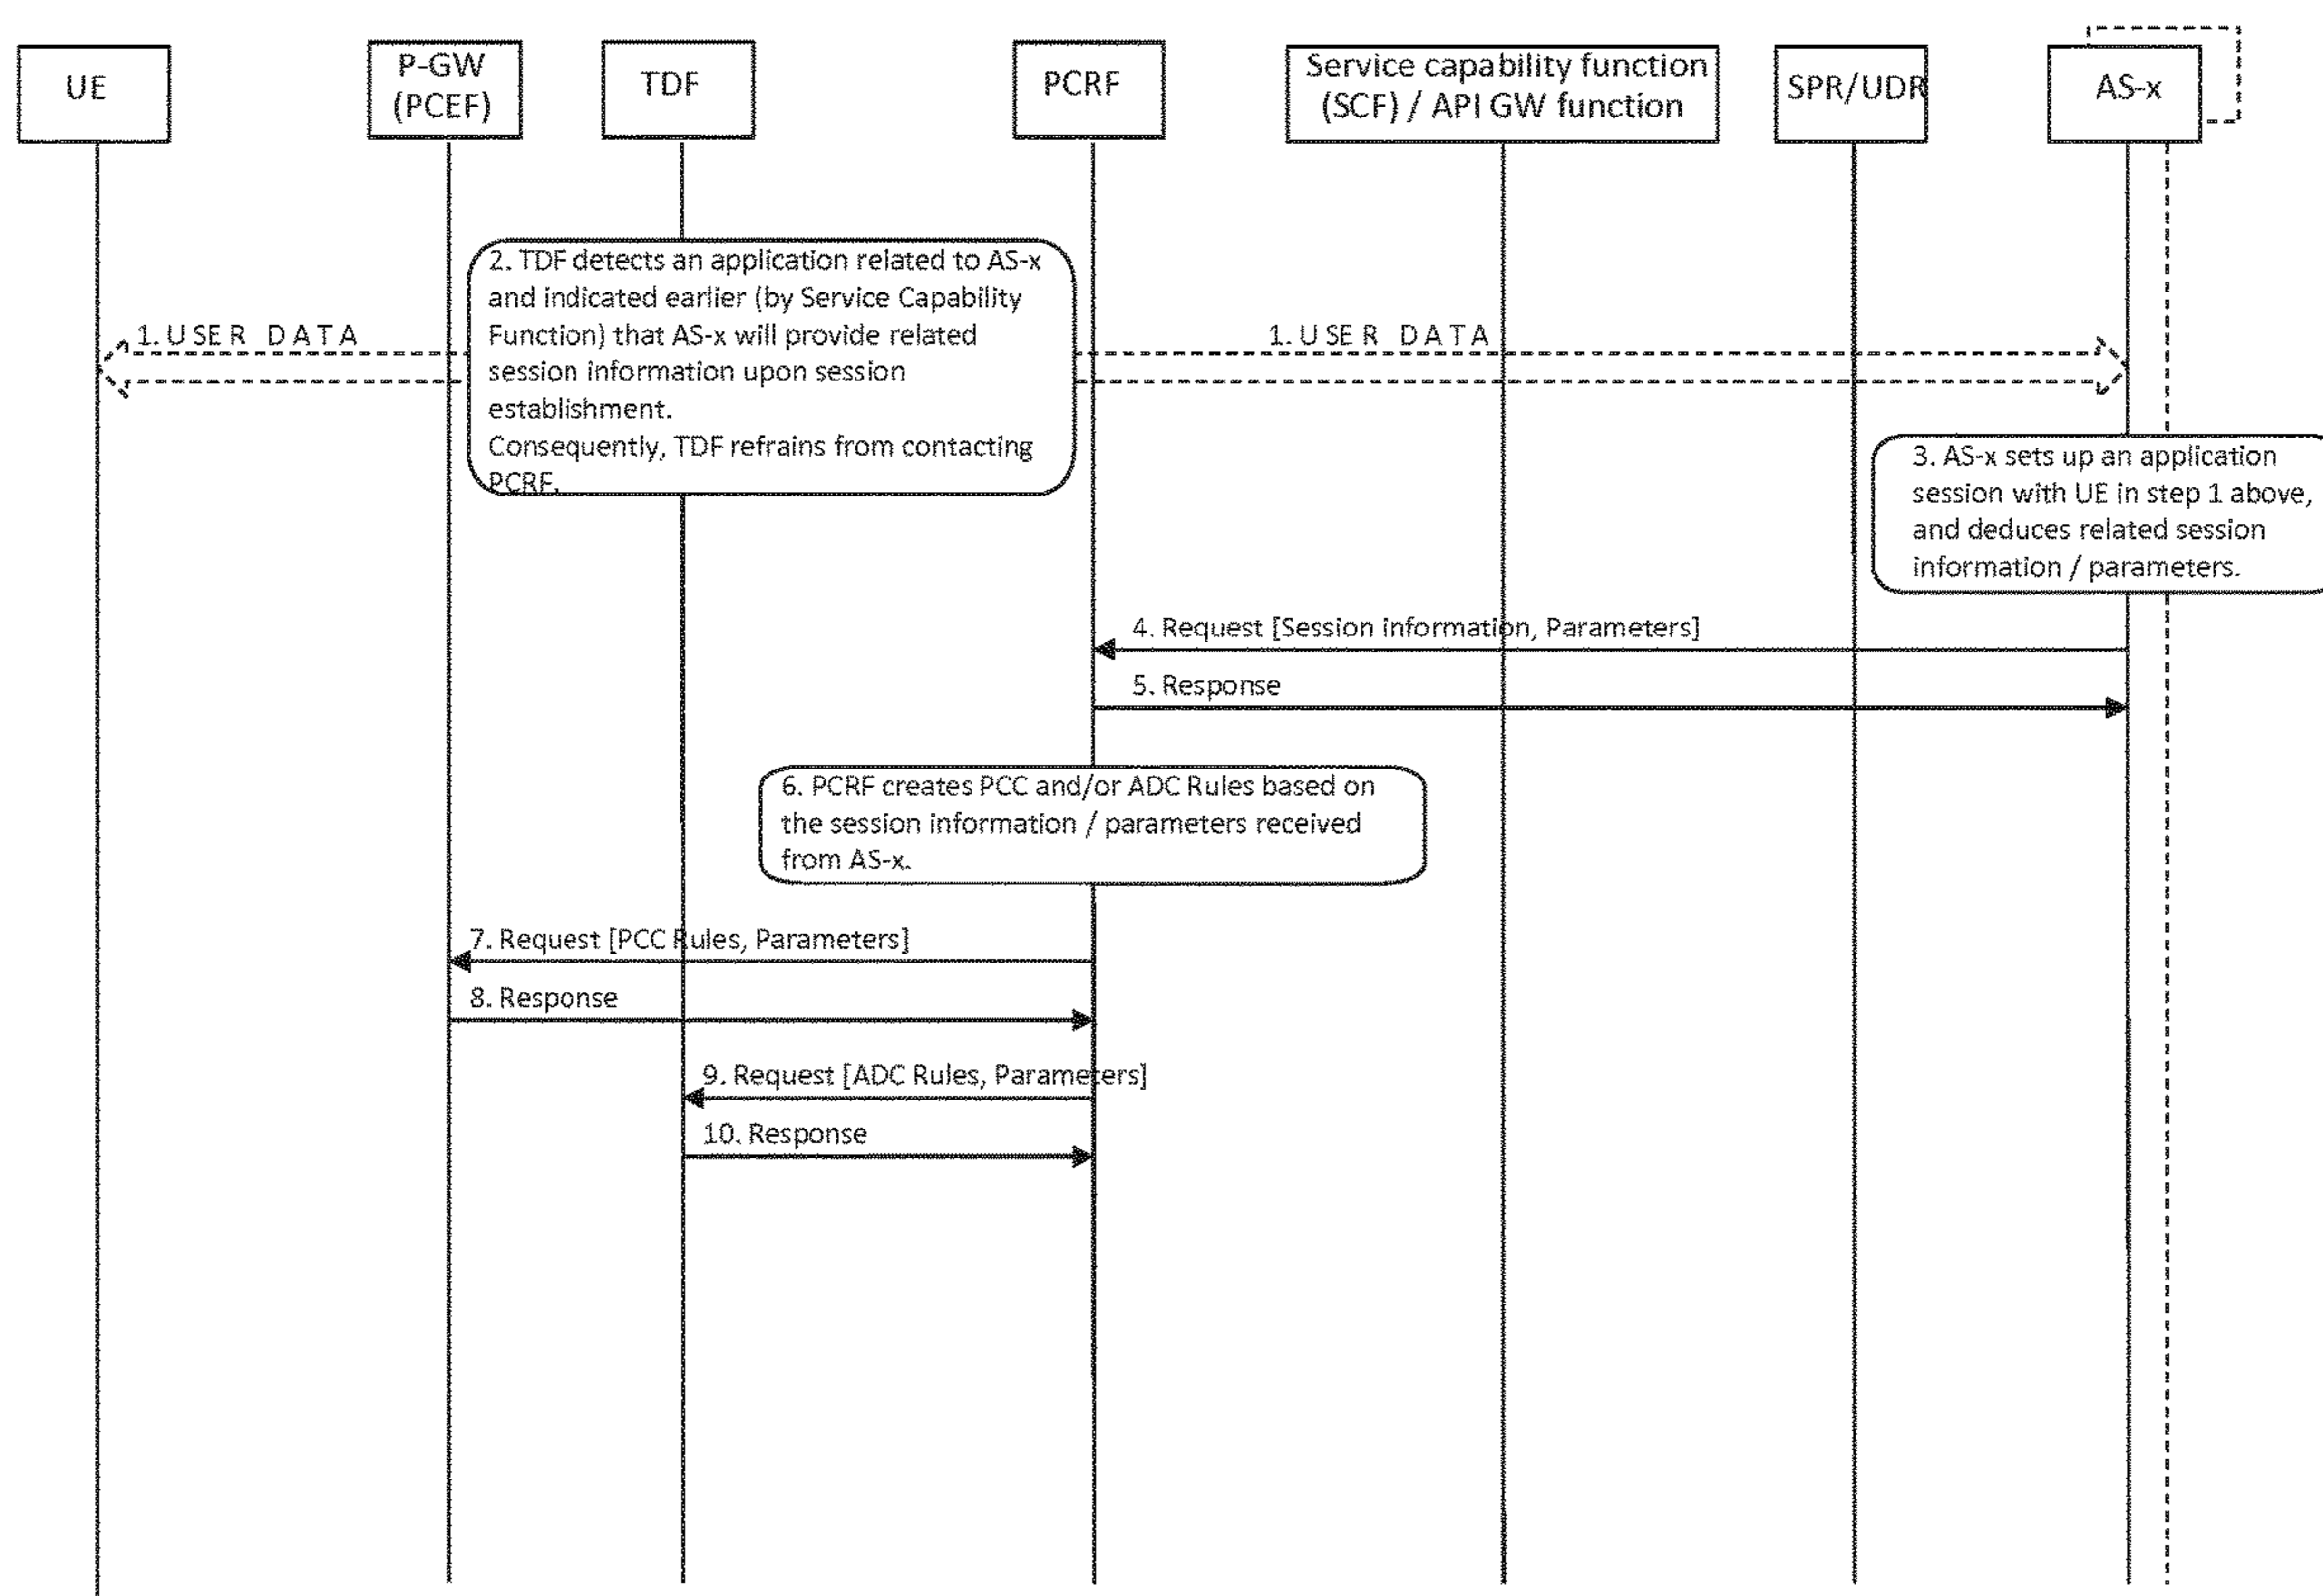 UE
P-GW
(PCEF)
TDF
PCRF
Service capability function
(SCF) / API GW function
SPR/UDR
AS-x
2. TDF detects an application related to AS-x
and indicated earlier (by Service Capability
Function) that AS-x will provide related
session information upon session
establishment.
Consequently, TDF refrains from contacting
PCRF.
1. USER DATA
1. USER DATA
3. AS-x sets up an application
session with UE in step 1 above,
and deduces related session
information / parameters.
4. Request [Session information, Parameters]
5. Response
6. PCRF creates PCC and/or ADC Rules based on
the session information / parameters received
from AS-x.
7. Request [PCC Rules, Parameters]
8. Response
9. Request [ADC Rules, Parameters]
10. Response